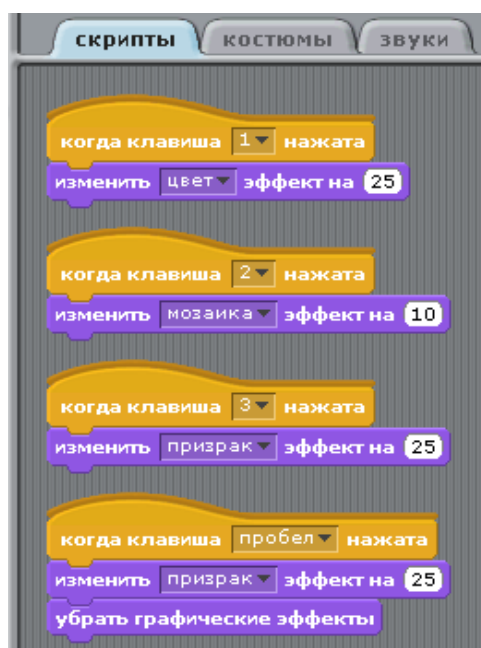 скрипты костюмы звуки
когда клавиша 1 нажата
изменить цвет эффект на 25
когда клавиша 2 нажата
изменить мозаика эффект на 10
когда клавиша 3 нажата
изменить призрак эффект на 25
когда клавиша пробел нажата
изменить призрак эффект на 25
убрать графические эффекты